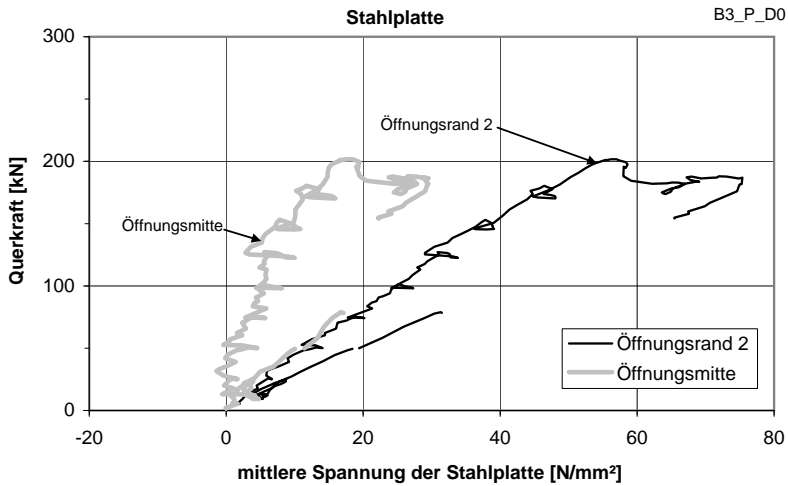 Stahlplatte
B3_P_D0
300
200
100
0
Querkraft [kN]
Öffnungsrand 2
Öffnungsmitte
Öffnungsrand 2
Öffnungsmitte
-20 0 20 40 60 80
mittlere Spannung der Stahlplatte [N/mm²]